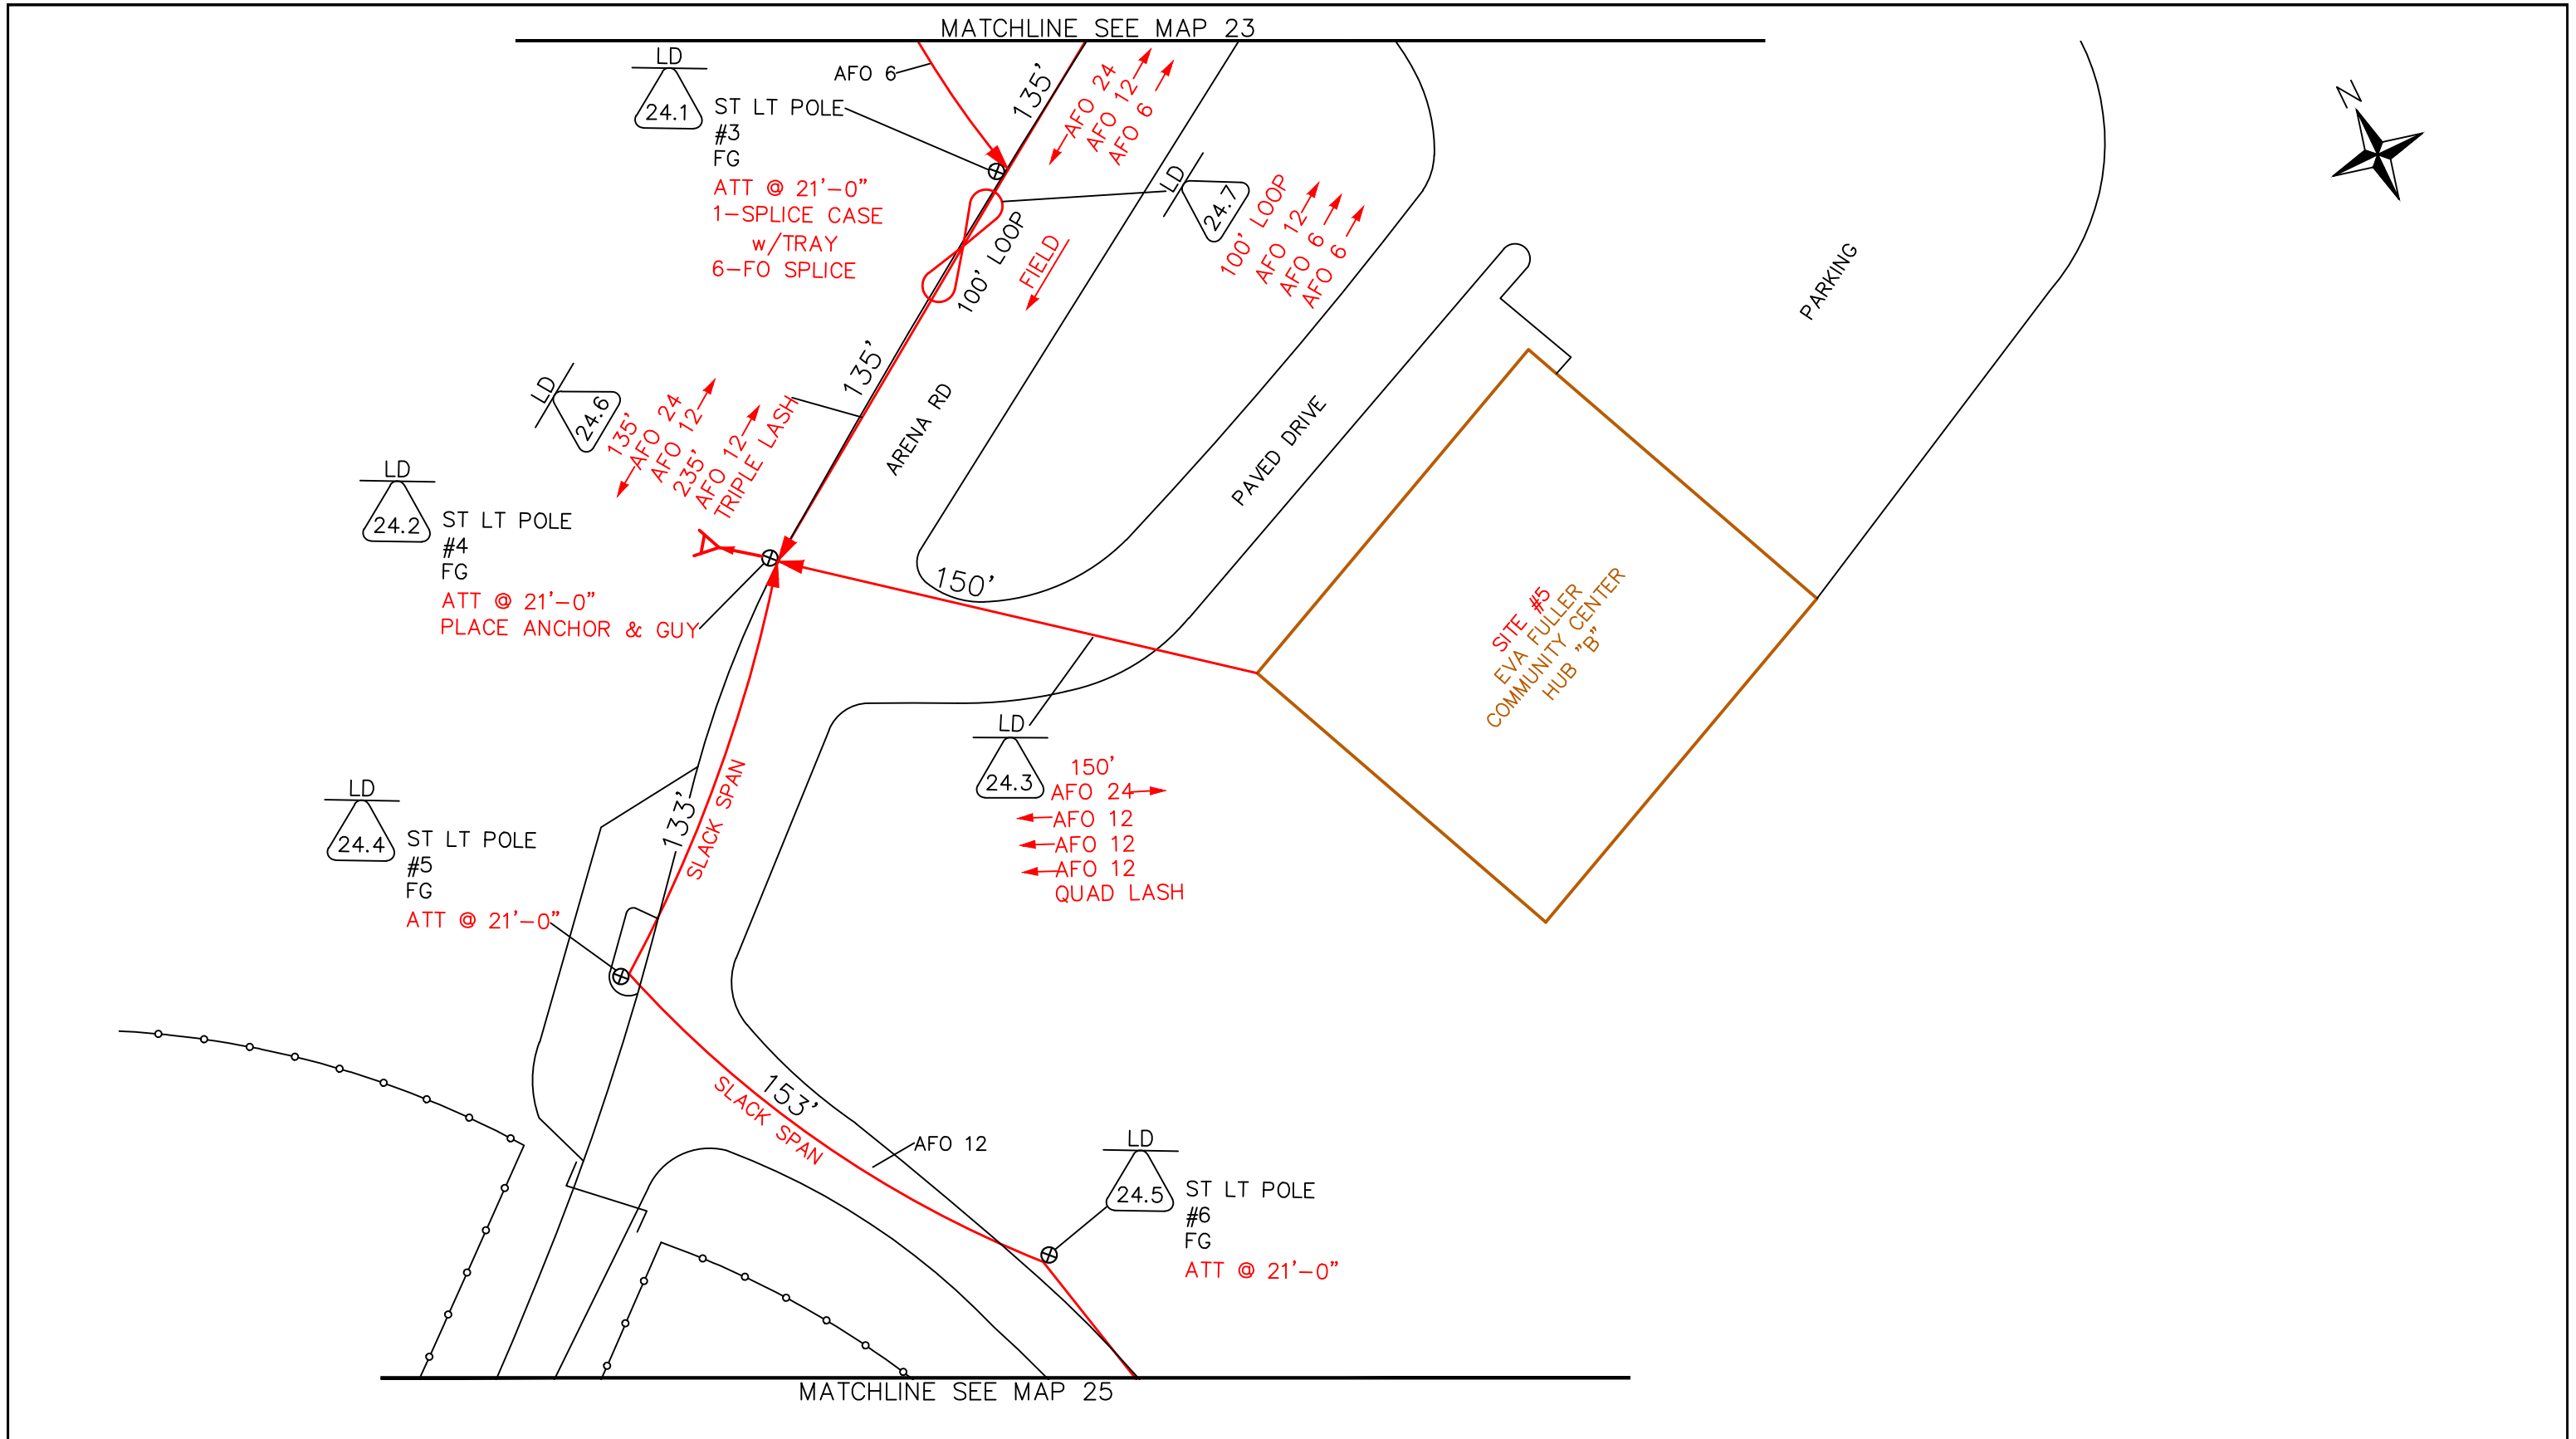 MATCHLINE SEE MAP 23
LD
24.1
ST LT POLE
#3
FG
ATT @ 21'-0"
1-SPLICE CASE
w/TRAY
6-FO SPLICE
AFO 6
135'
AFO 24
AFO 12
AFO 6
N
LD
24.7
100' LOOP
AFO 12
AFO 6
AFO 6
100' LOOP
FIELD
PARKING
135'
ARENA RD
PAVED DRIVE
LD
24.6
135'
AFO 24
AFO 12
235'
AFO 12
TRIPLE LASH
LD
24.2
ST LT POLE
#4
FG
ATT @ 21'-0"
PLACE ANCHOR & GUY
150'
SITE #5
EVA FULLER
COMMUNITY CENTER
HUB "B"
LD
24.3
150'
AFO 24
AFO 12
AFO 12
AFO 12
QUAD LASH
133'
SLACK SPAN
LD
24.4
ST LT POLE
#5
FG
ATT @ 21'-0"
153'
SLACK SPAN
AFO 12
LD
24.5
ST LT POLE
#6
FG
ATT @ 21'-0"
MATCHLINE SEE MAP 25